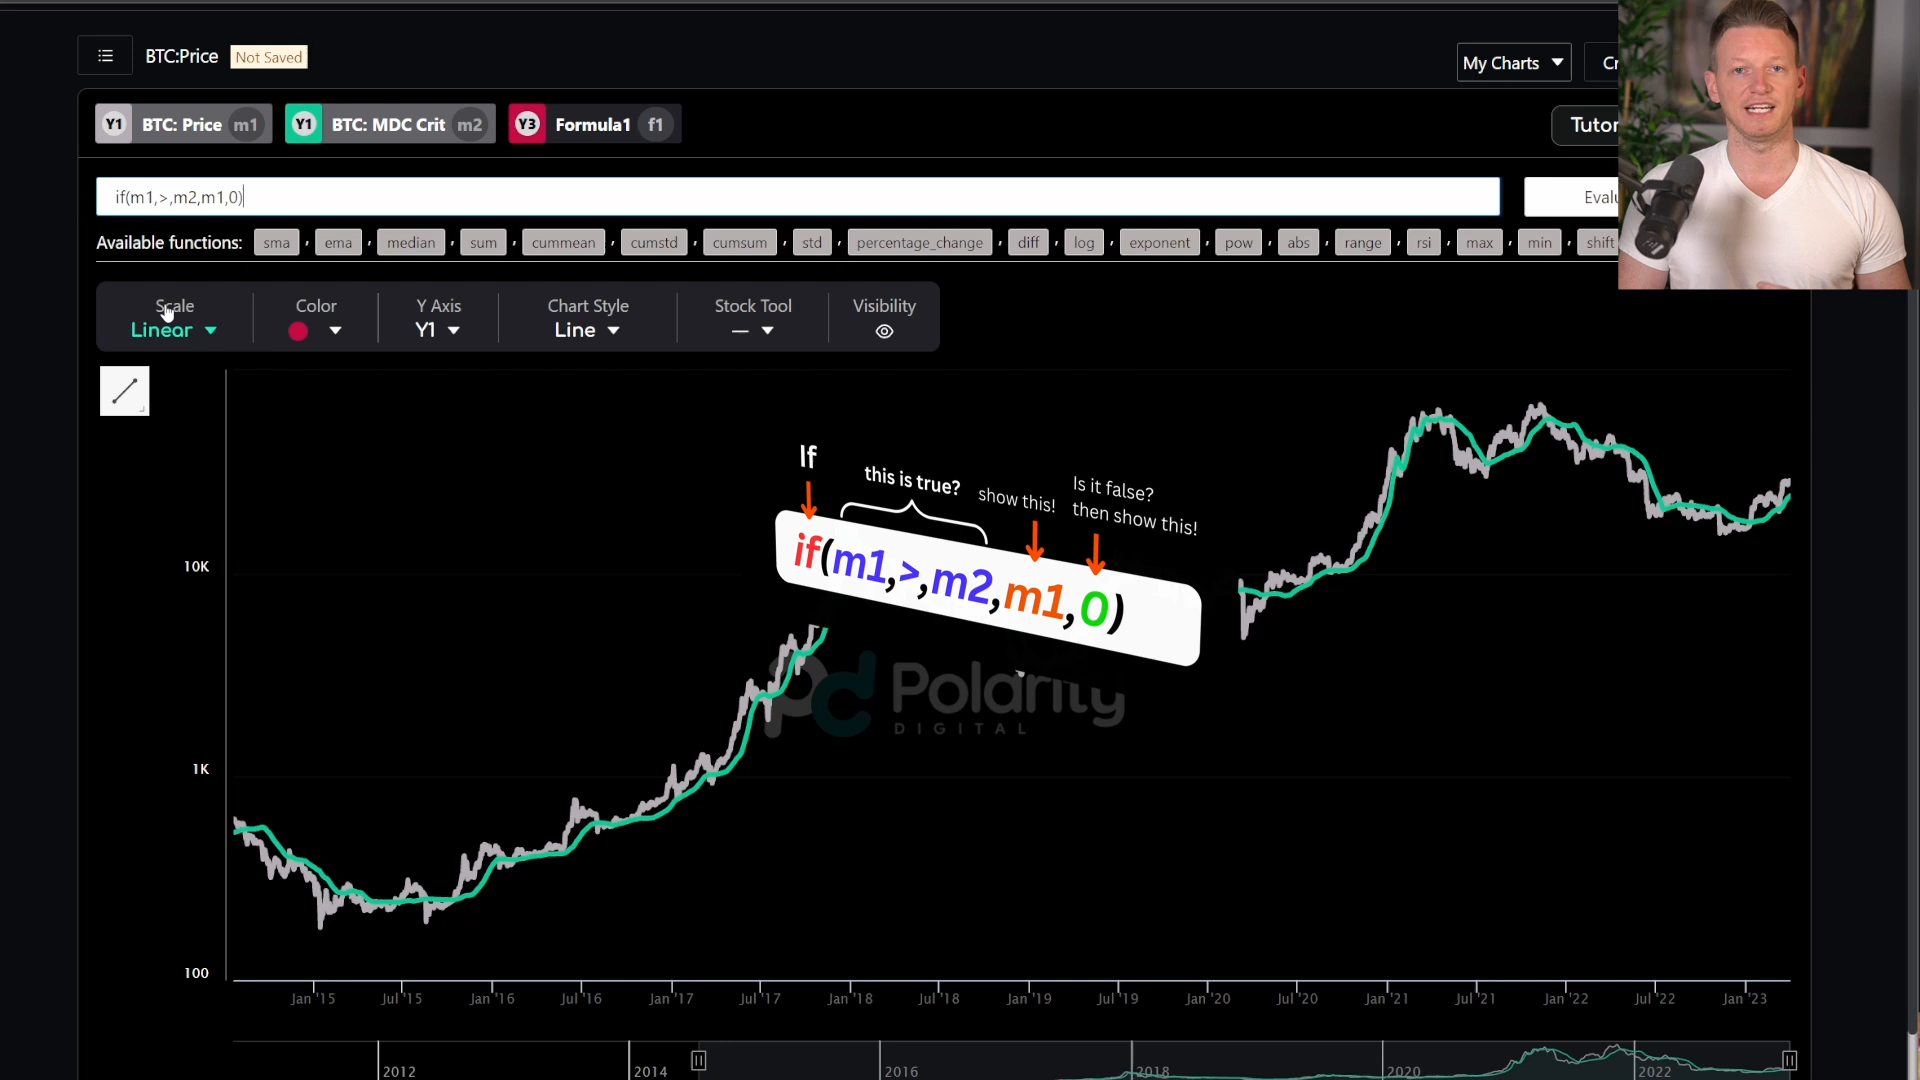 BTC:Price Not Saved
My Charts
Y1 BTC: Price m1 Y1 BTC: MDC Crit m2 Y3 Formula1 f1
if(m1,>,m2,m1,0)
Available functions: sma , ema , median , sum , cummean , cumstd , cumsum , std , percentage_change , diff , log , exponent , pow , abs , range , rsi , max , min , shift
Scale Color Y Axis Chart Style Stock Tool Visibility
Linear Y1 Line
If
this is true?
show this!
Is it false?
then show this!
if(m1,>,m2,m1,0)
10K
1K
100
pd Polarity
DIGITAL
Jan '15 Jul '15 Jan '16 Jul '16 Jan '17 Jul '17 Jan '18 Jul '18 Jan '19 Jul '19 Jan '20 Jul '20 Jan '21 Jul '21 Jan '22 Jul '22 Jan '23
2012 2014 2016 2018 2020 2022